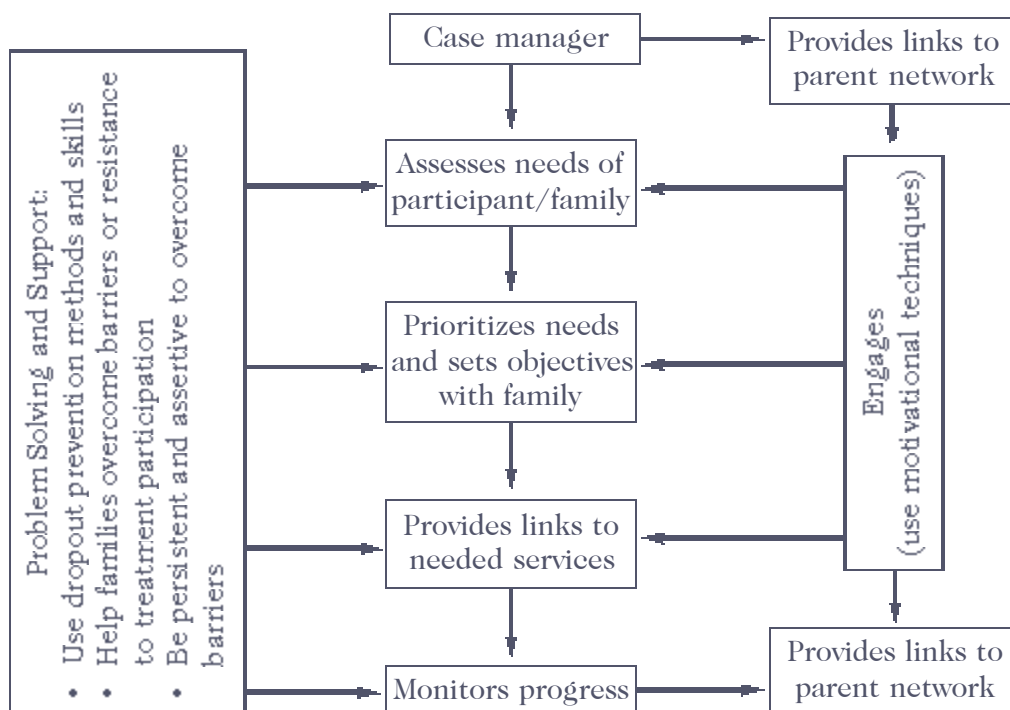 Case manager
Provides links to
parent network
Problem Solving and Support:
• Use dropout prevention methods and skills
• Help families overcome barriers or resistance
to treatment participation
• Be persistent and assertive to overcome
barriers
Assesses needs of
participant/family
Prioritizes needs
and sets objectives
with family
Engages
(use motivational techniques)
Provides links to
needed services
Monitors progress
Provides links to
parent network